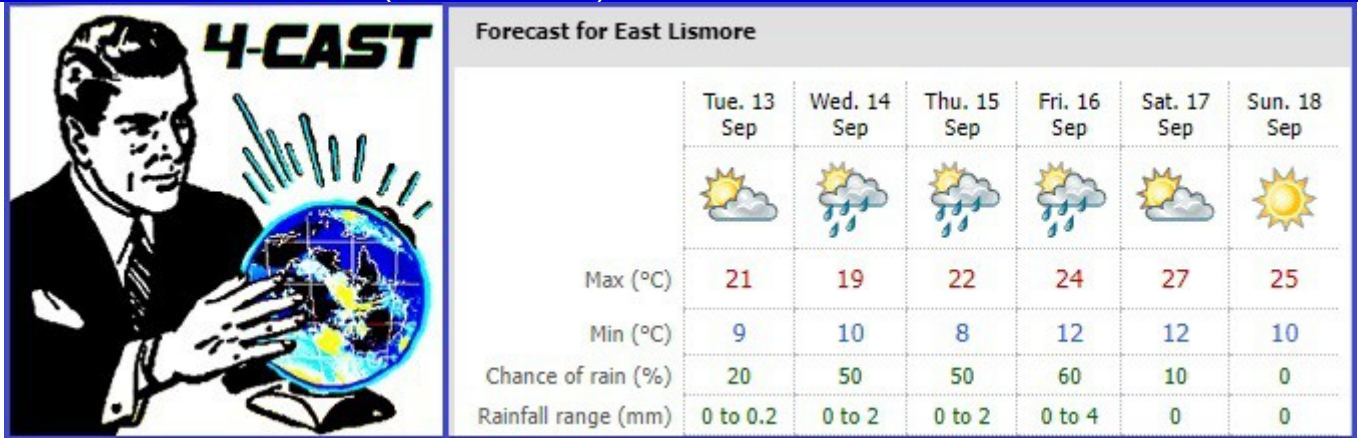 4-CAST
Forecast for East Lismore
Tue. 13 Sep Wed. 14 Sep Thu. 15 Sep Fri. 16 Sep Sat. 17 Sep Sun. 18 Sep
Max (°C) 21 19 22 24 27 25
Min (°C) 9 10 8 12 12 10
Chance of rain (%) 20 50 50 60 10 0
Rainfall range (mm) 0 to 0.2 0 to 2 0 to 2 0 to 4 0 0